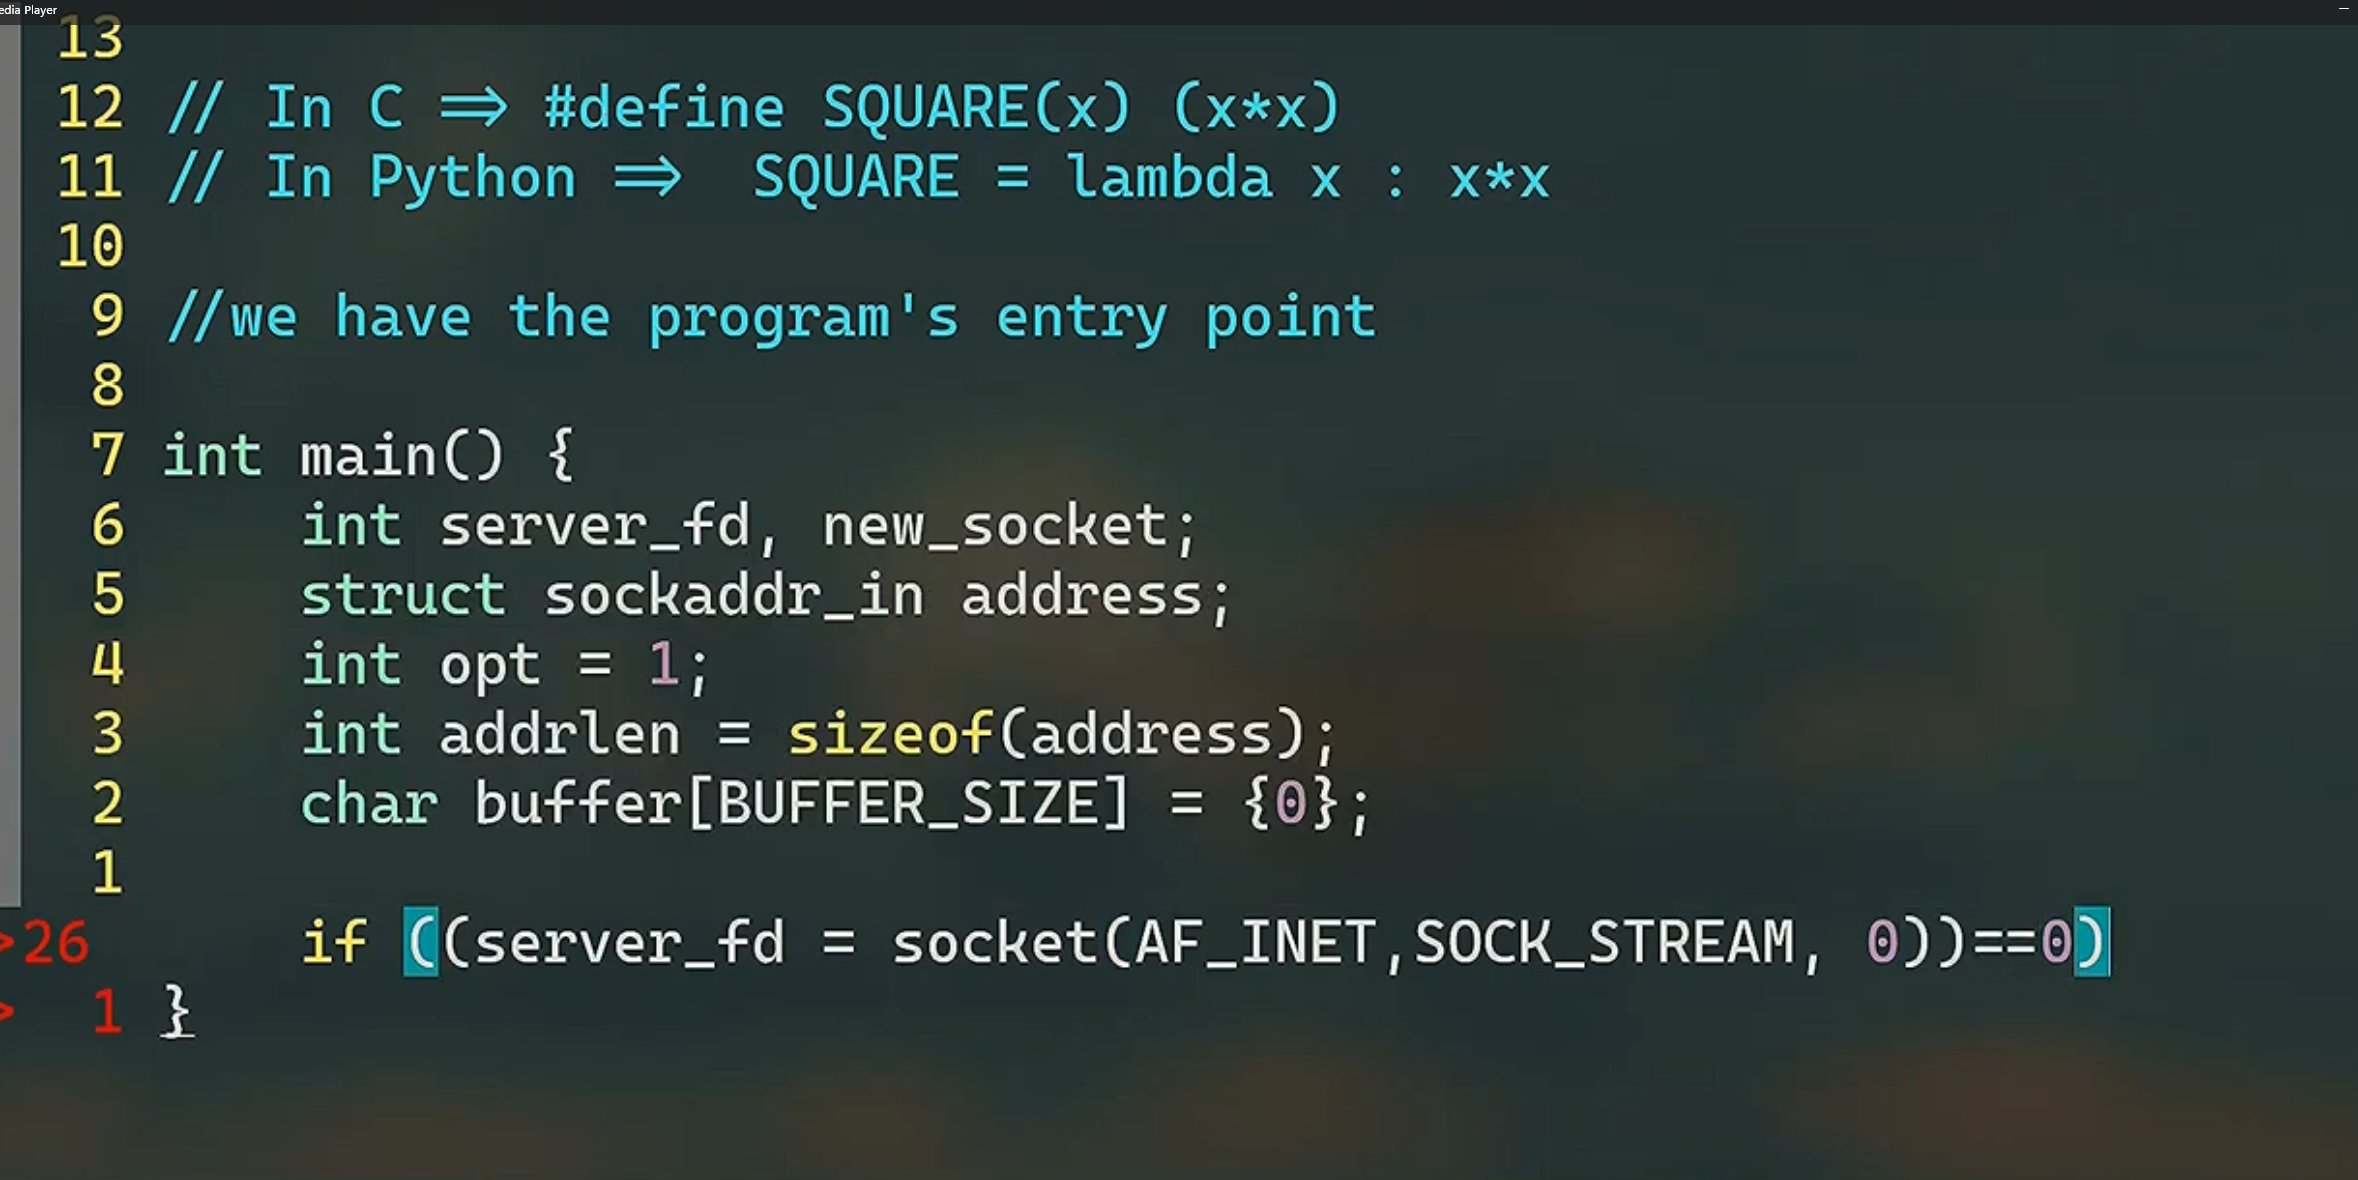 edia Player
13
12 // In C => #define SQUARE(x) (x*x)
11 // In Python => SQUARE = lambda x : x*x
10
9 //we have the program's entry point
8
7 int main() {
6 int server_fd, new_socket;
5 struct sockaddr_in address;
4 int opt = 1;
3 int addrlen = sizeof(address);
2 char buffer[BUFFER_SIZE] = {0};
1
>26 if ((server_fd = socket(AF_INET,SOCK_STREAM, 0))==0)
> 1 }